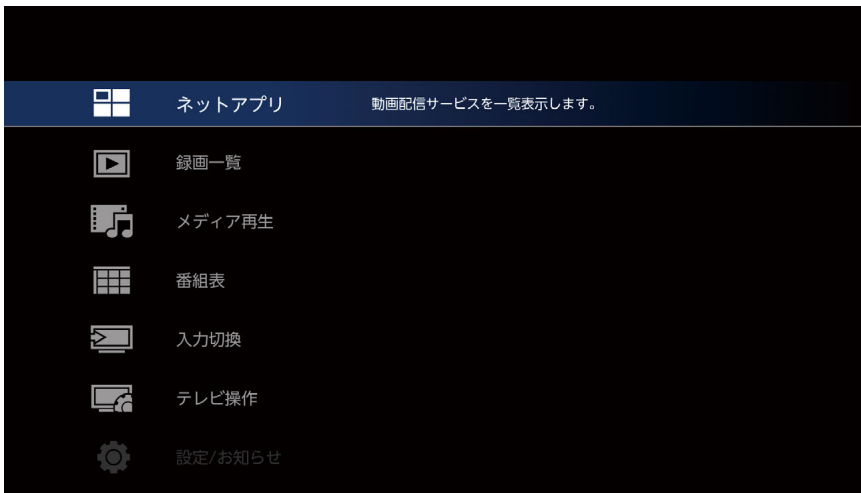 ネットアプリ 動画配信サービスを一覧表示します。
録画一覧
メディア再生
番組表
入力切換
テレビ操作
設定/お知らせ